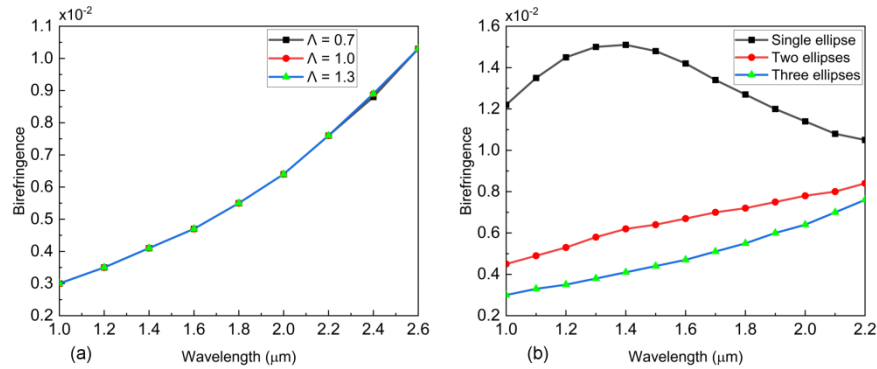 x10⁻²
1.1
1.0
0.9
0.8
0.7
0.6
0.5
0.4
0.3
0.2
Birefringence
Λ = 0.7
Λ = 1.0
Λ = 1.3
1.0 1.2 1.4 1.6 1.8 2.0 2.2 2.4 2.6
(a) Wavelength (μm)
x10⁻²
1.6
1.4
1.2
1.0
0.8
0.6
0.4
0.2
Birefringence
Single ellipse
Two ellipses
Three ellipses
1.0 1.2 1.4 1.6 1.8 2.0 2.2
(b) Wavelength (μm)